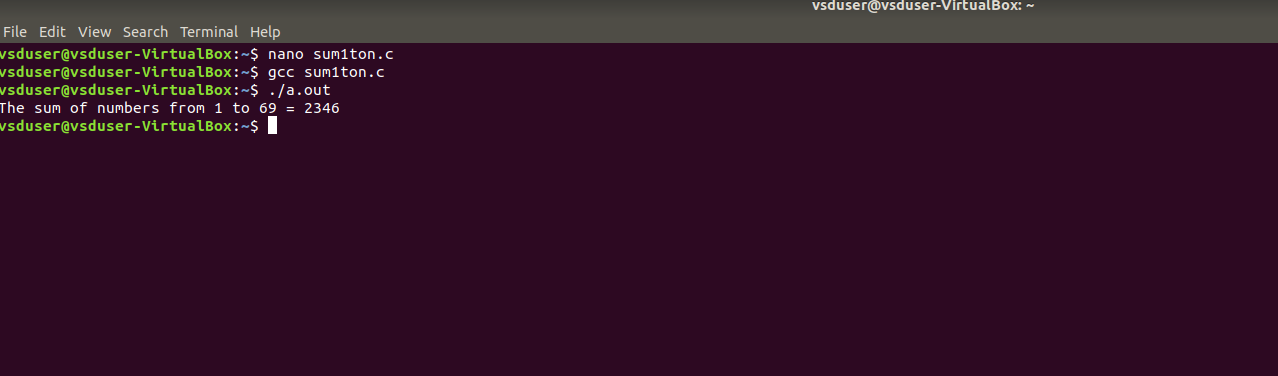 vsduser@vsduser-VirtualBox: ~
File Edit View Search Terminal Help
vsduser@vsduser-VirtualBox:~$ nano sum1ton.c
vsduser@vsduser-VirtualBox:~$ gcc sum1ton.c
vsduser@vsduser-VirtualBox:~$ ./a.out
The sum of numbers from 1 to 69 = 2346
vsduser@vsduser-VirtualBox:~$